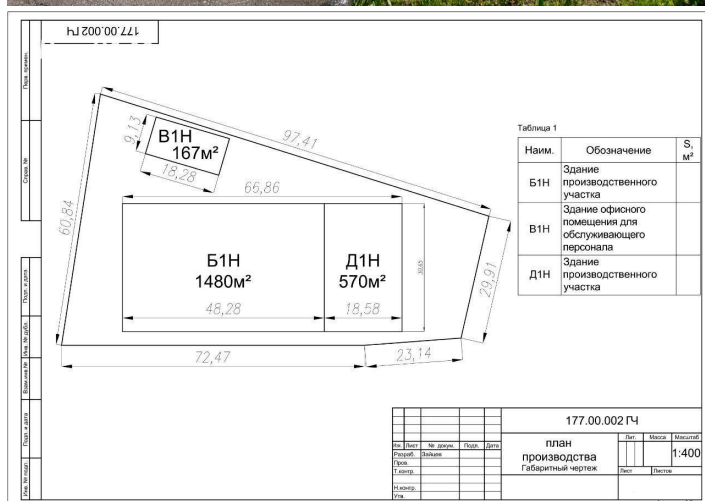 177.00.002 ГЧ
Перв. примен.
Справ. №
Подп. и дата
Инв. № дубл.
Взам.инв.№
Подп. и дата
Инв. № подл.
97,41
9,13
В1Н
167м²
18,28
66,86
60,84
Б1Н
1480м²
Д1Н
570м²
30,65
29,91
48,28
18,58
72,47
23,14
Таблица 1
Наим.
Обозначение
S, м²
Б1Н
Здание
производственного
участка
В1Н
Здание офисного
помещения для
обслуживающего
персонала
Д1Н
Здание
производственного
участка
177.00.002 ГЧ
Изм.
Лист
№ докум.
Подп.
Дата
Разраб.
Зайцев
Пров.
Т.контр.
Н.контр.
Утв.
план
производства
Габаритный чертеж
Лит.
Масса
Масштаб
1:400
Лист
Листов